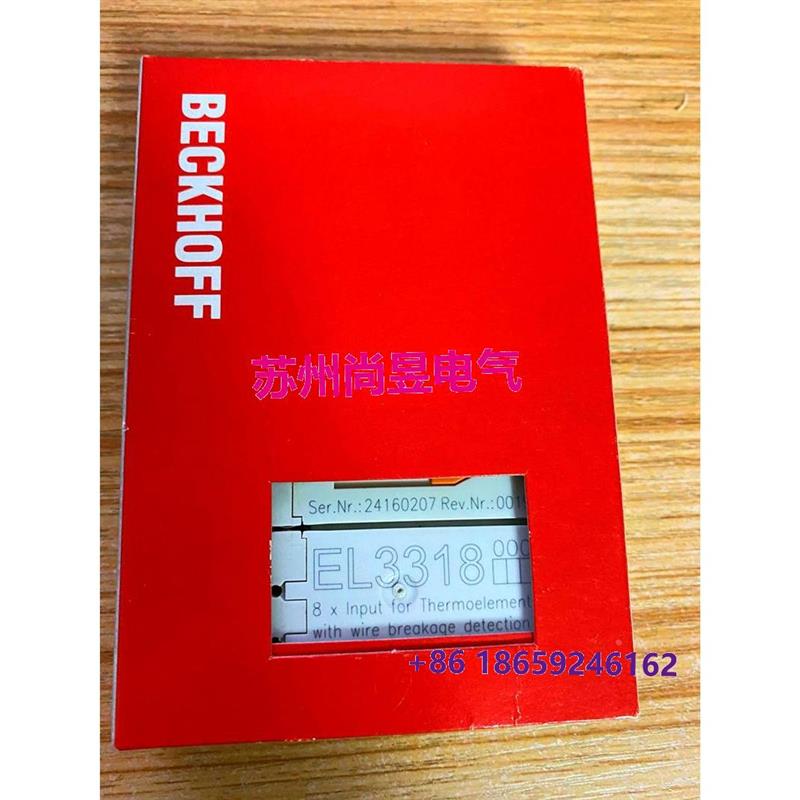 BECKHOFF
苏州尚昱电气
Ser.Nr.:24160207 Rev.Nr.:001
EL3318 000
8 x Input for Thermoelement
with wire breakage detection
+86 18659246162